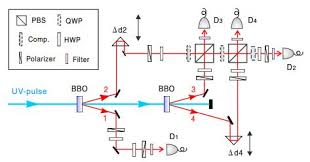 PBS QWP
Comp. HWP
Polarizer Filter
Δd2
D3 D4
D2
UV-pulse
BBO 2 BBO 3
1 4
D1
Δd4